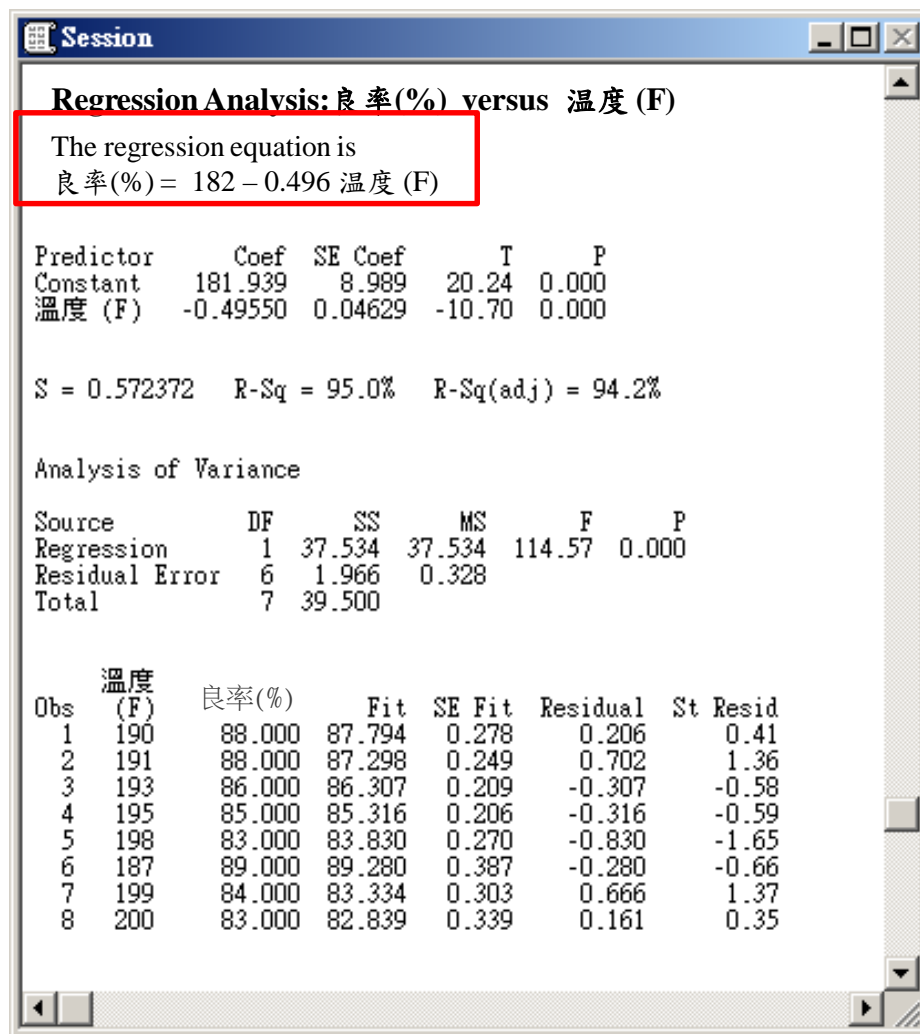 Session
Regression Analysis: 良率(%) versus 溫度 (F)
The regression equation is
良率(%) = 182 – 0.496 溫度 (F)
Predictor Coef SE Coef T P
Constant 181.939 8.989 20.24 0.000
溫度 (F) -0.49550 0.04629 -10.70 0.000
S = 0.572372 R-Sq = 95.0% R-Sq(adj) = 94.2%
Analysis of Variance
Source DF SS MS F P
Regression 1 37.534 37.534 114.57 0.000
Residual Error 6 1.966 0.328
Total 7 39.500
溫度
Obs (F) 良率(%) Fit SE Fit Residual St Resid
1 190 88.000 87.794 0.278 0.206 0.41
2 191 88.000 87.298 0.249 0.702 1.36
3 193 86.000 86.307 0.209 -0.307 -0.58
4 195 85.000 85.316 0.206 -0.316 -0.59
5 198 83.000 83.830 0.270 -0.830 -1.65
6 187 89.000 89.280 0.387 -0.280 -0.66
7 199 84.000 83.334 0.303 0.666 1.37
8 200 83.000 82.839 0.339 0.161 0.35